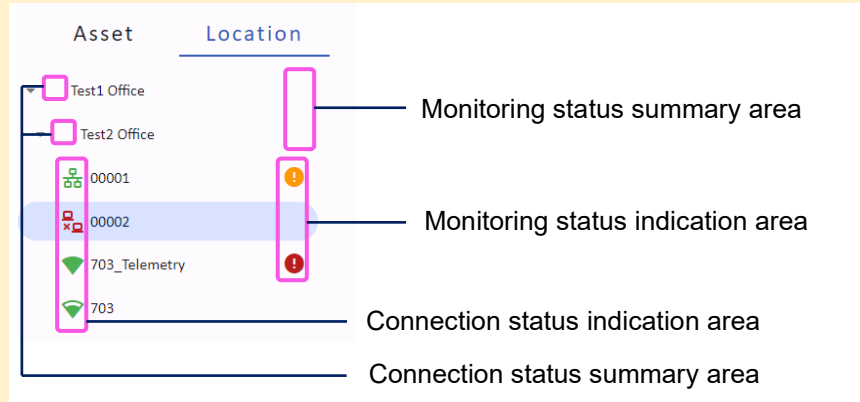 Asset Location
Test1 Office
Monitoring status summary area
Test2 Office
00001
00002
Monitoring status indication area
703_Telemetry
703
Connection status indication area
Connection status summary area